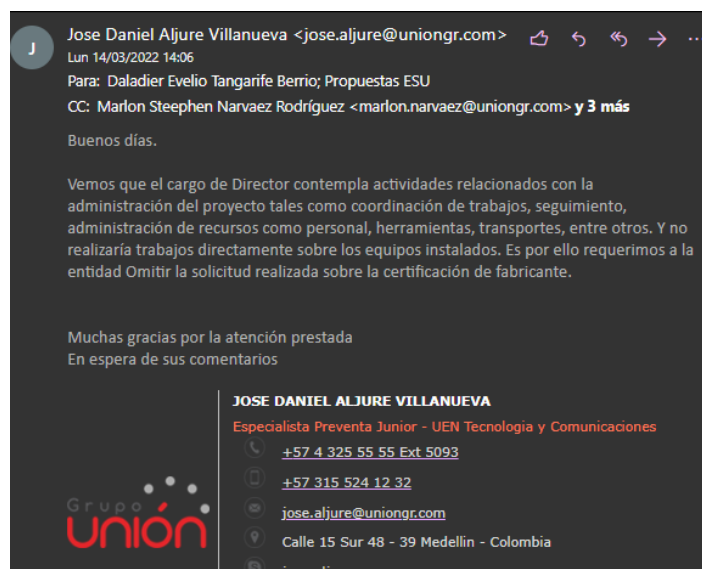 J
Jose Daniel Aljure Villanueva <jose.aljure@uniongr.com>
Lun 14/03/2022 14:06
Para: Daladier Evelio Tangarife Berrio; Propuestas ESU
CC: Marlon Steephen Narvaez Rodríguez <marlon.narvaez@uniongr.com> y 3 más
Buenos días.
Vemos que el cargo de Director contempla actividades relacionados con la
administración del proyecto tales como coordinación de trabajos, seguimiento,
administración de recursos como personal, herramientas, transportes, entre otros. Y no
realizaría trabajos directamente sobre los equipos instalados. Es por ello requerimos a la
entidad Omitir la solicitud realizada sobre la certificación de fabricante.
Muchas gracias por la atención prestada
En espera de sus comentarios
JOSE DANIEL ALJURE VILLANUEVA
Especialista Preventa Junior - UEN Tecnologia y Comunicaciones
+57 4 325 55 55 Ext 5093
+57 315 524 12 32
jose.aljure@uniongr.com
Calle 15 Sur 48 - 39 Medellin - Colombia
Grupo
unión